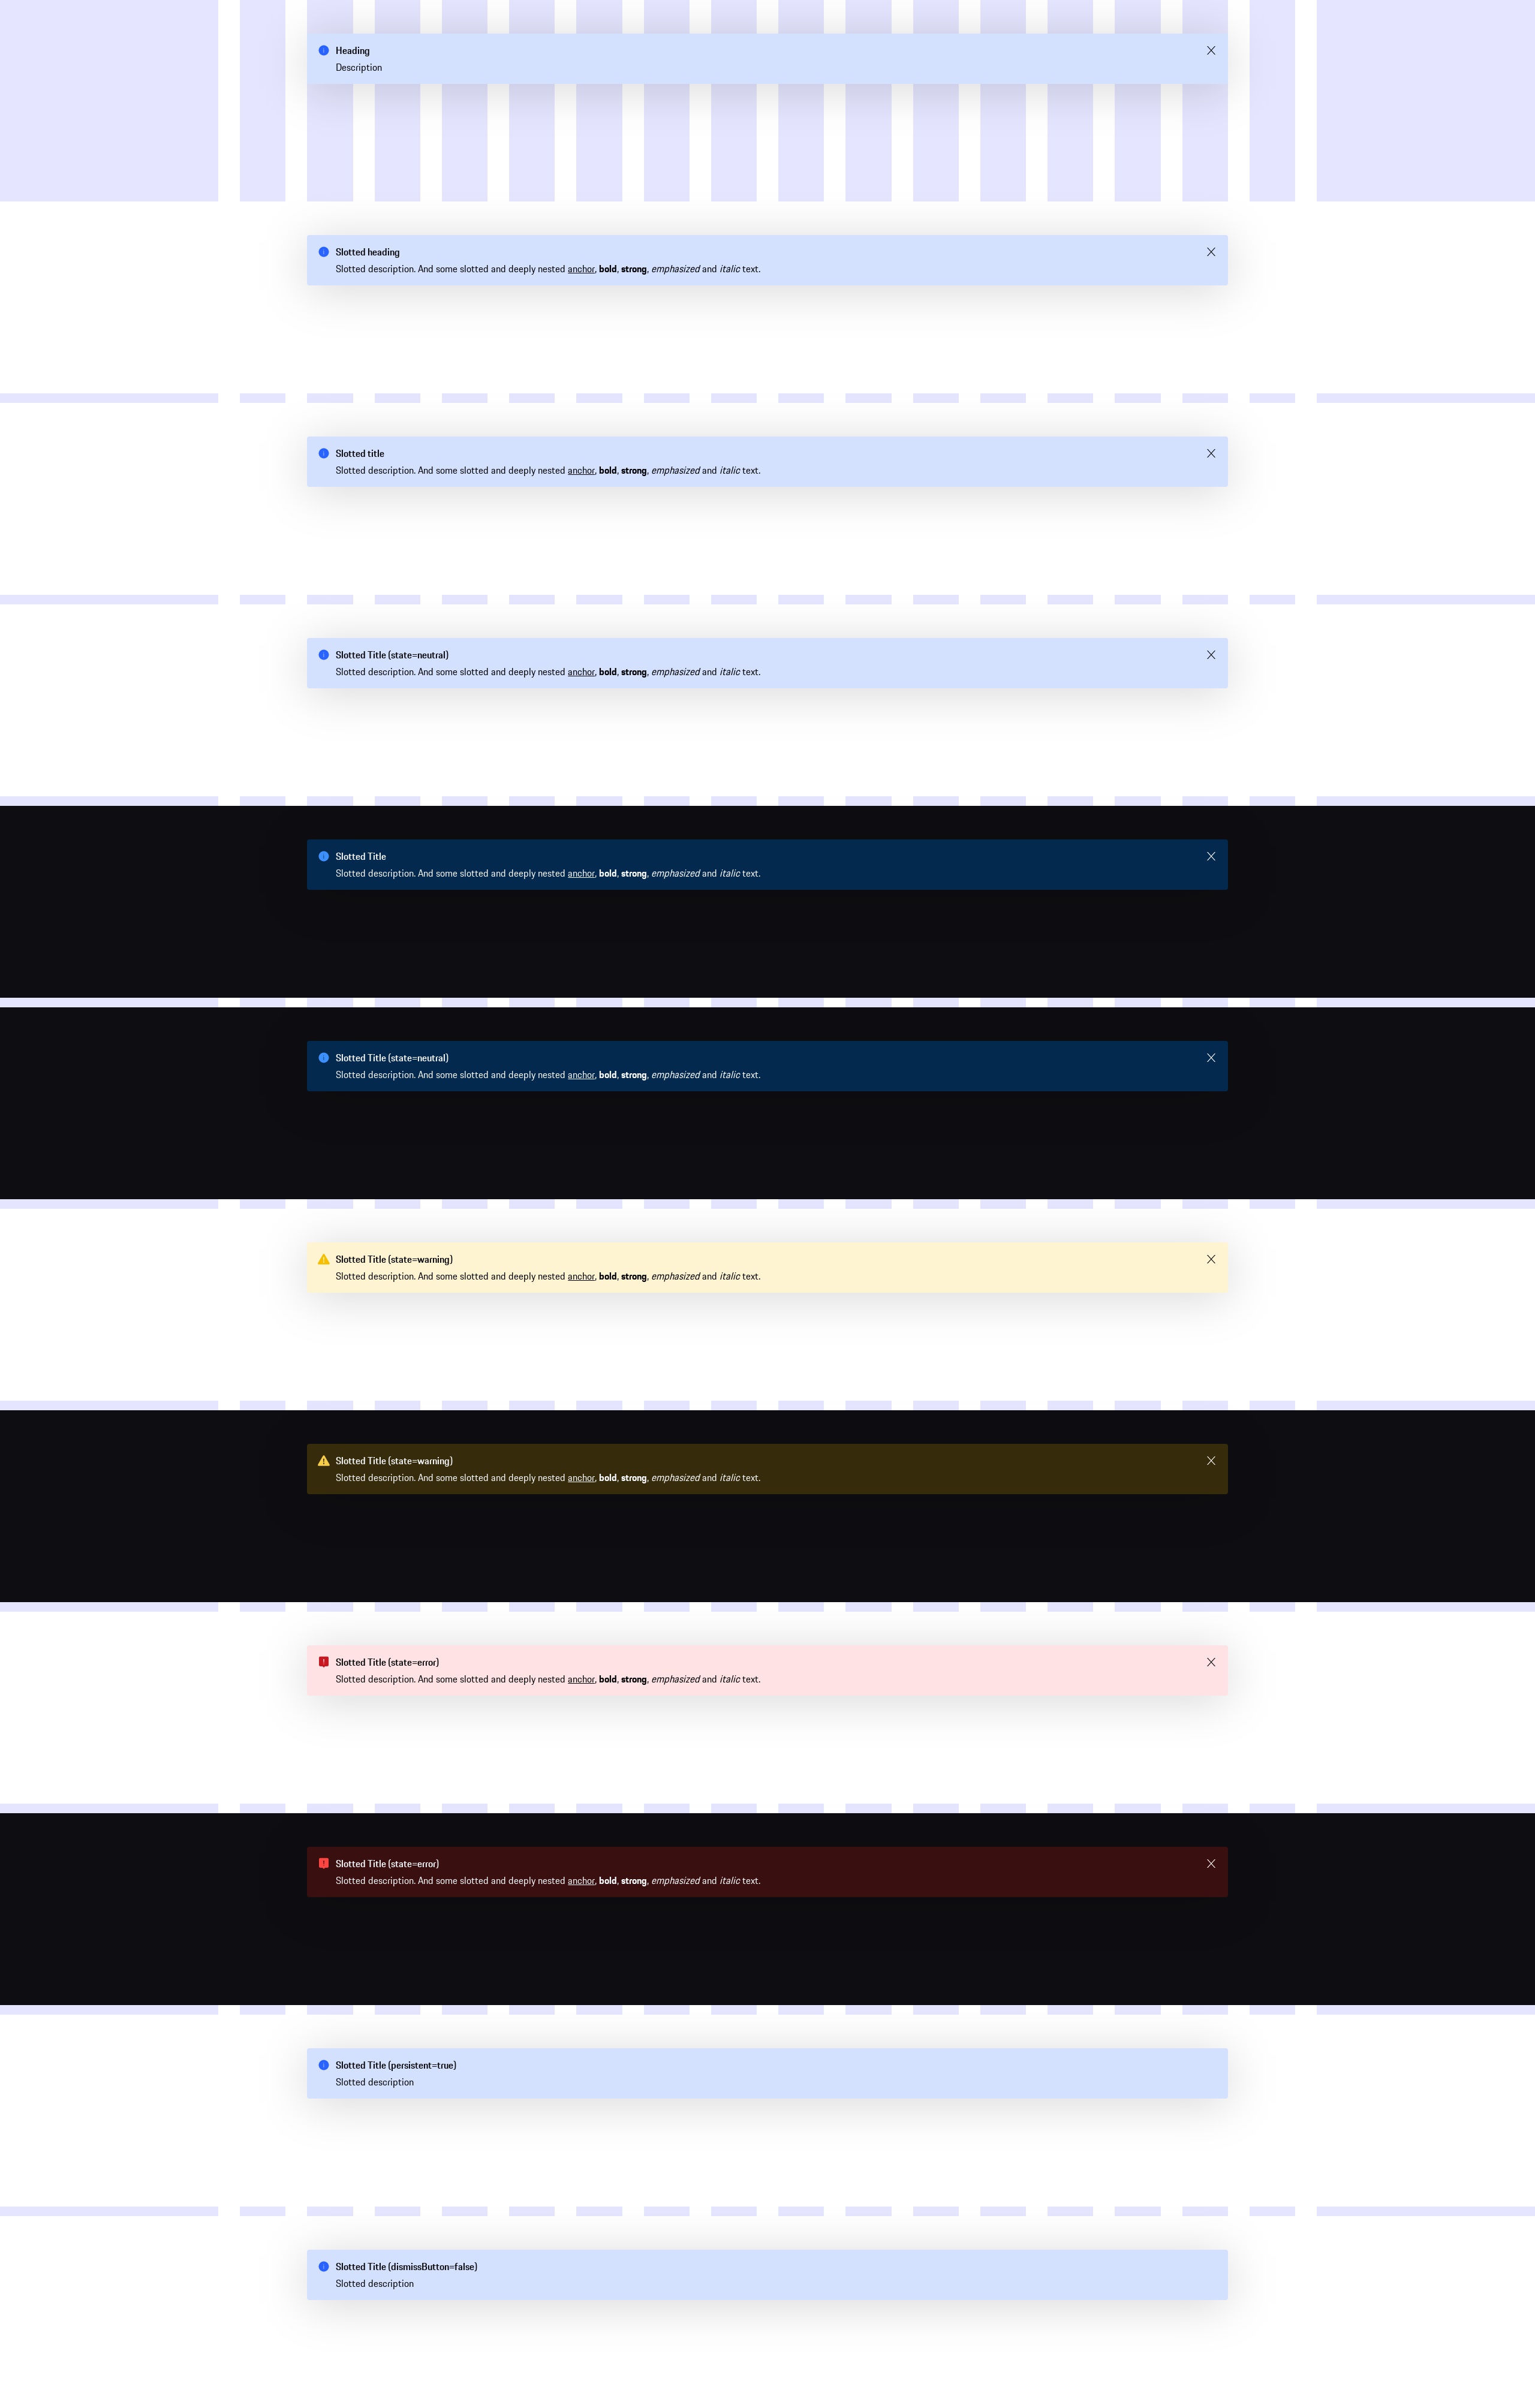 Heading
Description
Slotted heading
Slotted description. And some slotted and deeply nested anchor, bold, strong, emphasized and italic text.
Slotted title
Slotted description. And some slotted and deeply nested anchor, bold, strong, emphasized and italic text.
Slotted Title (state=neutral)
Slotted description. And some slotted and deeply nested anchor, bold, strong, emphasized and italic text.
Slotted Title
Slotted description. And some slotted and deeply nested anchor, bold, strong, emphasized and italic text.
Slotted Title (state=neutral)
Slotted description. And some slotted and deeply nested anchor, bold, strong, emphasized and italic text.
Slotted Title (state=warning)
Slotted description. And some slotted and deeply nested anchor, bold, strong, emphasized and italic text.
Slotted Title (state=warning)
Slotted description. And some slotted and deeply nested anchor, bold, strong, emphasized and italic text.
Slotted Title (state=error)
Slotted description. And some slotted and deeply nested anchor, bold, strong, emphasized and italic text.
Slotted Title (state=error)
Slotted description. And some slotted and deeply nested anchor, bold, strong, emphasized and italic text.
Slotted Title (persistent=true)
Slotted description
Slotted Title (dismissButton=false)
Slotted description